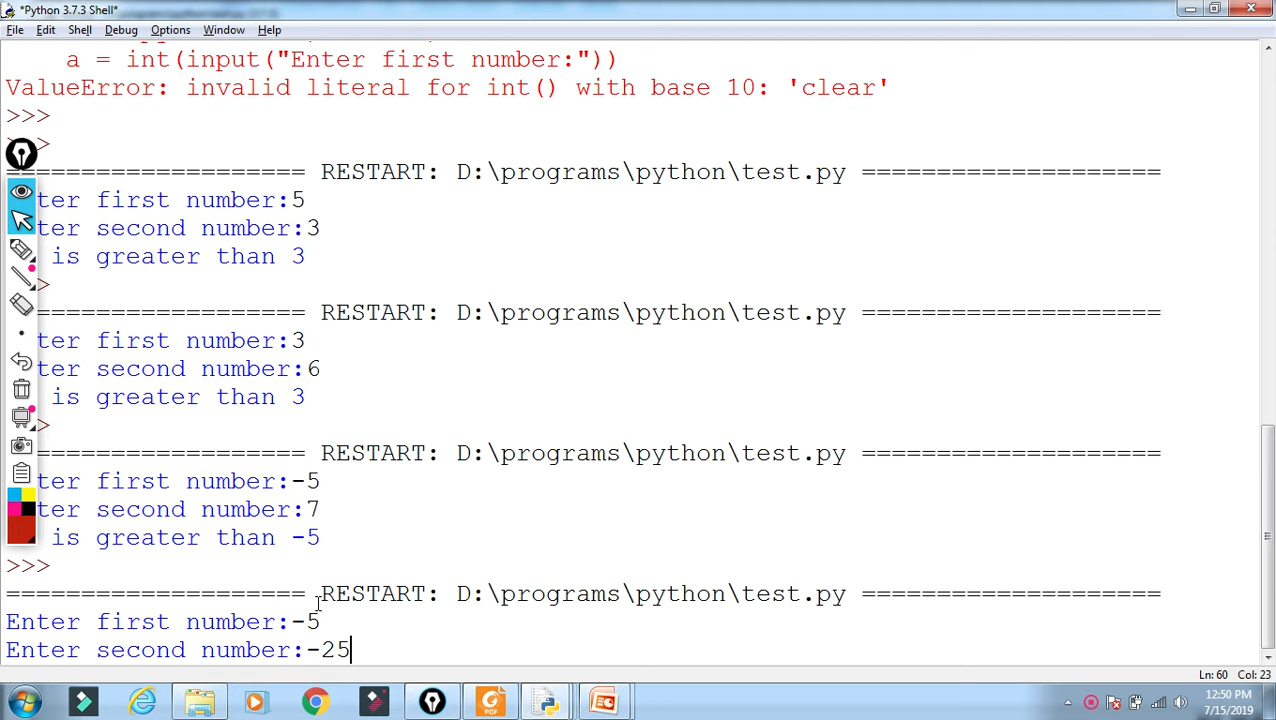 *Python 3.7.3 Shell*
File Edit Shell Debug Options Window Help
a = int(input("Enter first number:"))
ValueError: invalid literal for int() with base 10: 'clear'
>>>
>
=================== RESTART: D:\programs\python\test.py ====================
ter first number:5
ter second number:3
is greater than 3
>
=================== RESTART: D:\programs\python\test.py ====================
ter first number:3
ter second number:6
is greater than 3
>
=================== RESTART: D:\programs\python\test.py ====================
ter first number:-5
ter second number:7
is greater than -5
>>>
==================== RESTART: D:\programs\python\test.py ====================
Enter first number:-5
Enter second number:-25
Ln: 60 Col: 23
PDF
12:50 PM
7/15/2019